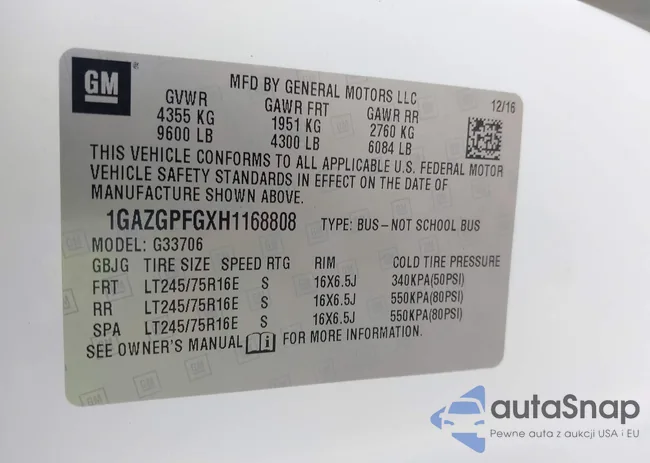 GM
MFD BY GENERAL MOTORS LLC
12/16
GVWR GAWR FRT GAWR RR
4355 KG 1951 KG 2760 KG
9600 LB 4300 LB 6084 LB
THIS VEHICLE CONFORMS TO ALL APPLICABLE U.S. FEDERAL MOTOR
VEHICLE SAFETY STANDARDS IN EFFECT ON THE DATE OF
MANUFACTURE SHOWN ABOVE.
1GAZGPFGXH1168808 TYPE: BUS-NOT SCHOOL BUS
MODEL: G33706
GBJG TIRE SIZE SPEED RTG RIM COLD TIRE PRESSURE
FRT LT245/75R16E S 16X6.5J 340KPA(50PSI)
RR LT245/75R16E S 16X6.5J 550KPA(80PSI)
SPA LT245/75R16E S 16X6.5J 550KPA(80PSI)
SEE OWNER'S MANUAL FOR MORE INFORMATION.
autaSnap
Pewne auta z aukcji USA i EU